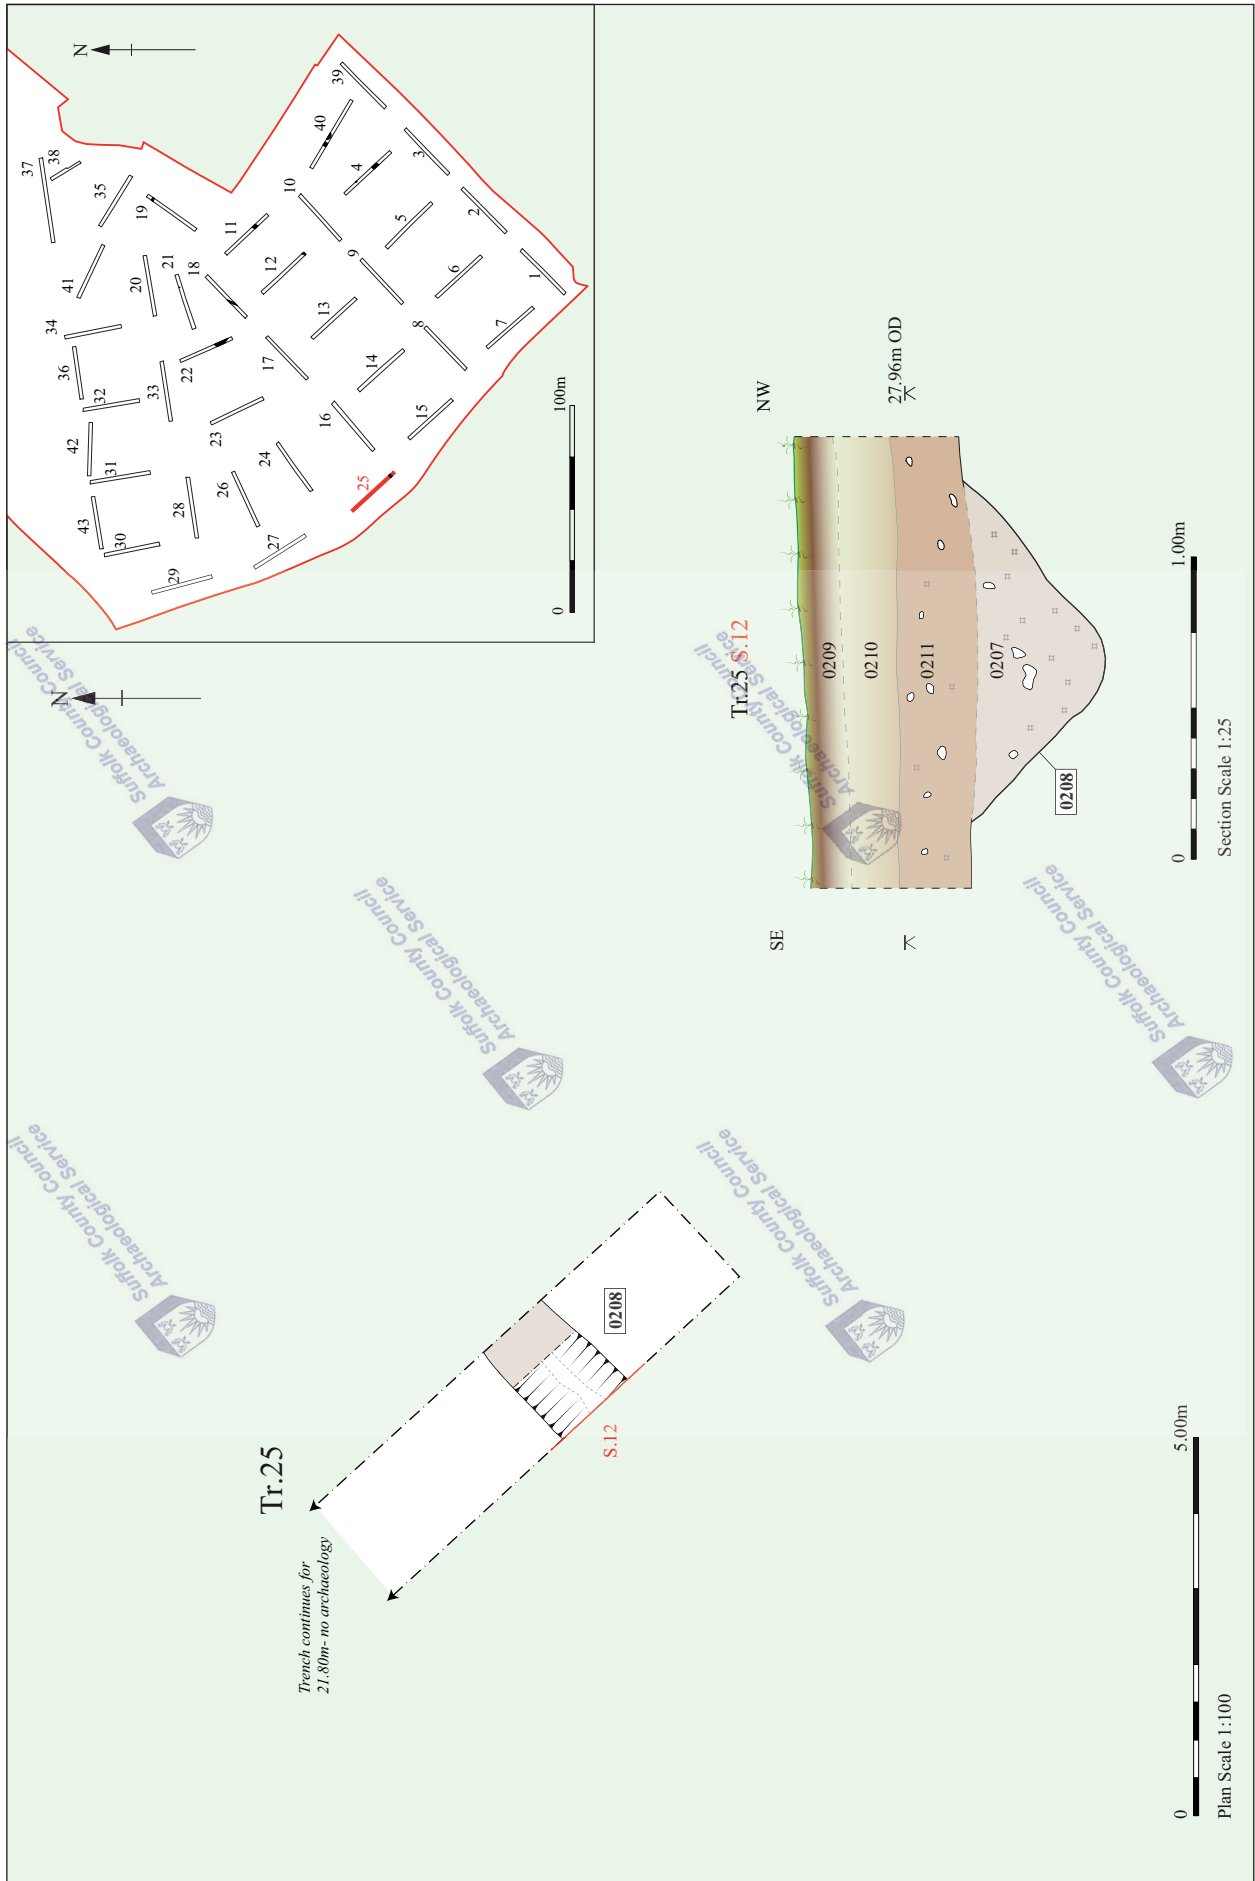 N
37
38
39
40
35
19
4
3
10
11
5
2
41
21
18
12
9
20
6
1
34
13
8
7
36
22
17
14
32
33
16
15
42
23
31
24
26
25
43
28
30
27
29
0
100m
N
Tr.25
Trench continues for
21.80m- no archaeology
0208
S.12
0
5.00m
Plan Scale 1:100
Tr.25 S.12
SE
NW
27.96m OD
0209
0210
0211
0207
0208
0
1.00m
Section Scale 1:25
Suffolk County Council
Archaeological Service
Suffolk County Council
Archaeological Service
Suffolk County Council
Archaeological Service
Suffolk County Council
Archaeological Service
Suffolk County Council
Archaeological Service
Suffolk County Council
Archaeological Service